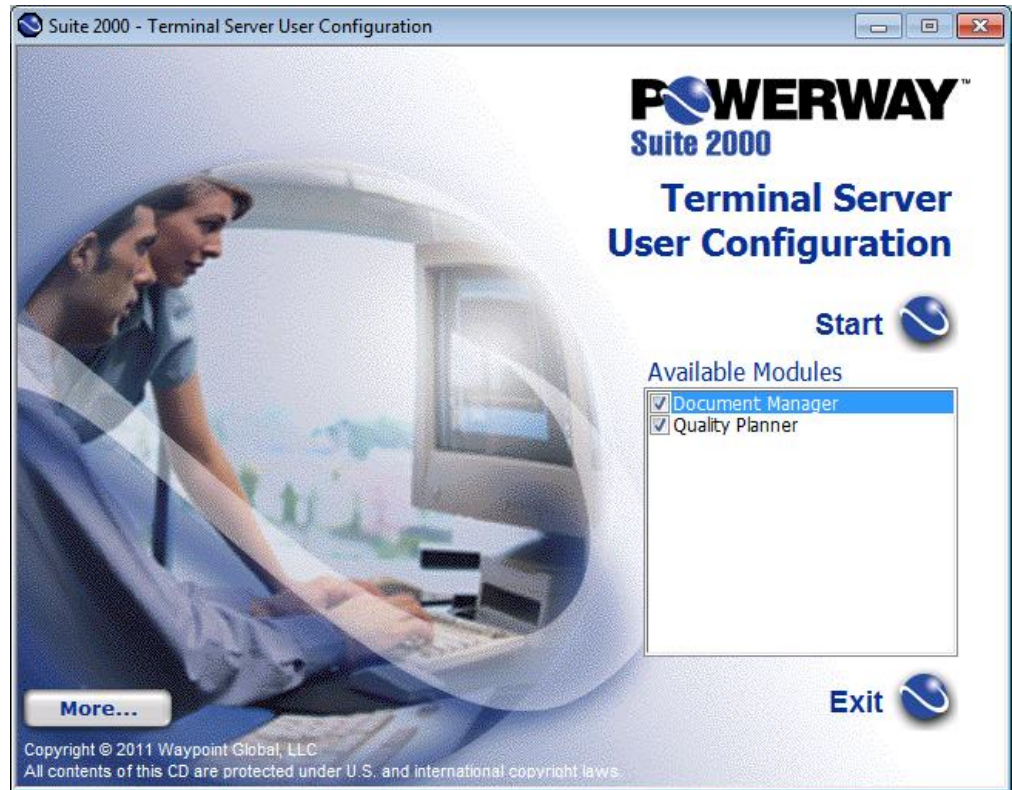 Suite 2000 - Terminal Server User Configuration
POWERWAY™
Suite 2000
Terminal Server
User Configuration
Start
Available Modules
Document Manager
Quality Planner
Exit
More...
Copyright © 2011 Waypoint Global, LLC
All contents of this CD are protected under U.S. and international copyright laws.